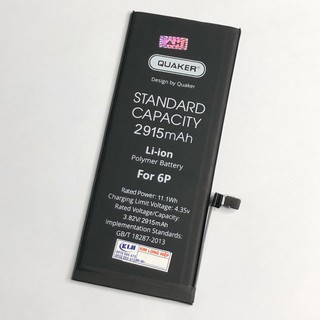 QUAKER
Design by Quaker
STANDARD
CAPACITY
2915mAh
Li-ion
Polymer Battery
For 6P
Rated Power: 11.1Wh
Charging Limit Voltage: 4.35v
Rated Voltage/Capacity:
3.82V/ 2915mAh
Implementation Standards:
GB/T 18287-2013
KLH